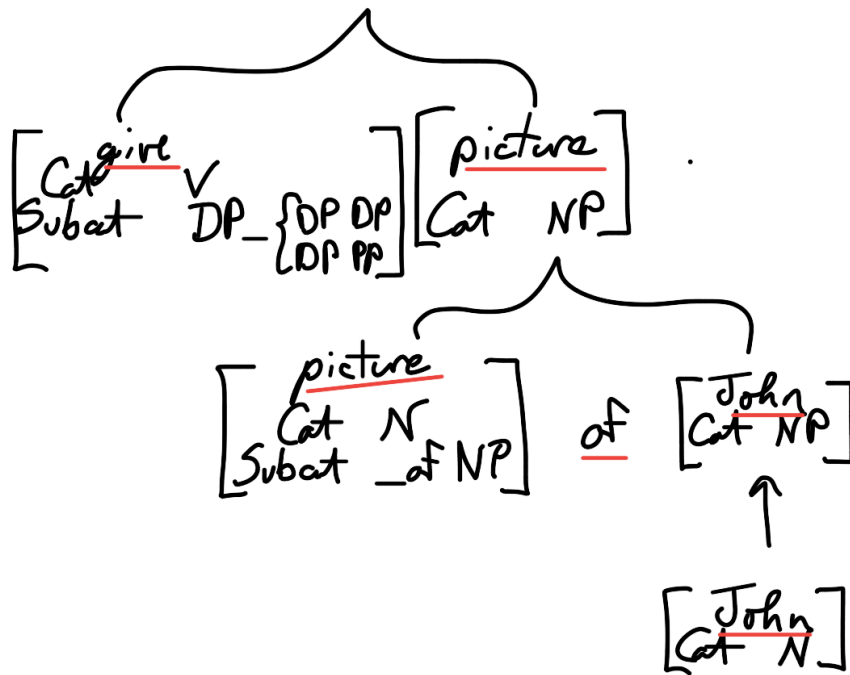 give
Cat V
Subcat DP_{DP DP
DP PP}
picture
Cat NP
picture
Cat N
Subcat _of NP
of
John
Cat NP
John
Cat N